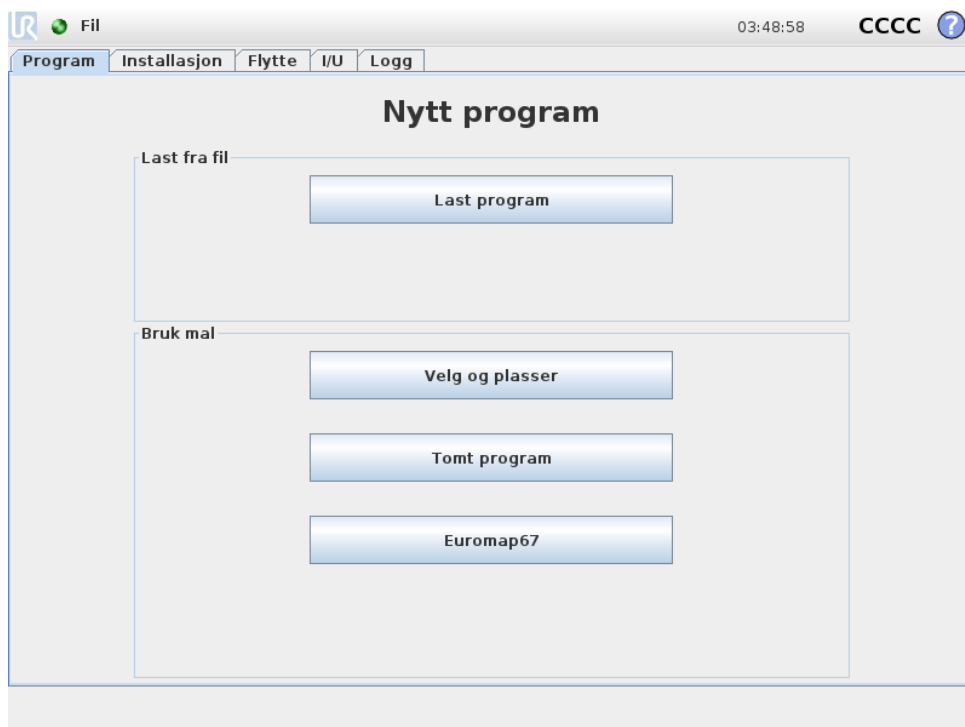 UR Fil 03:48:58 CCCC ?
Program Installasjon Flytte I/U Logg
Nytt program
Last fra fil
Last program
Bruk mal
Velg og plasser
Tomt program
Euromap67